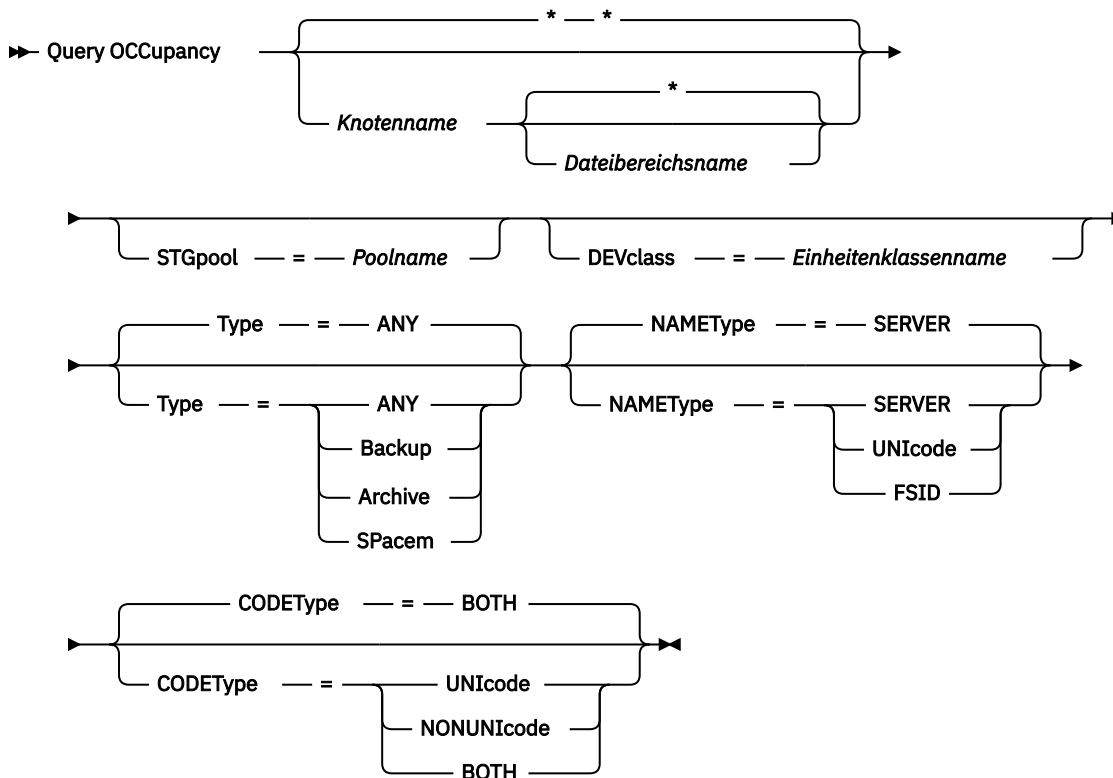 * *
Query OCCupancy
*
Knotenname
Dateibereichsname
STGpool = Poolname DEVclass = Einheitenklassenname
Type = ANY NAMEType = SERVER
Type = ANY NAMEType = SERVER
Backup UNIcode
Archive FSID
SPacem
CODEType = BOTH
CODEType = UNIcode
NONUNIcode
BOTH